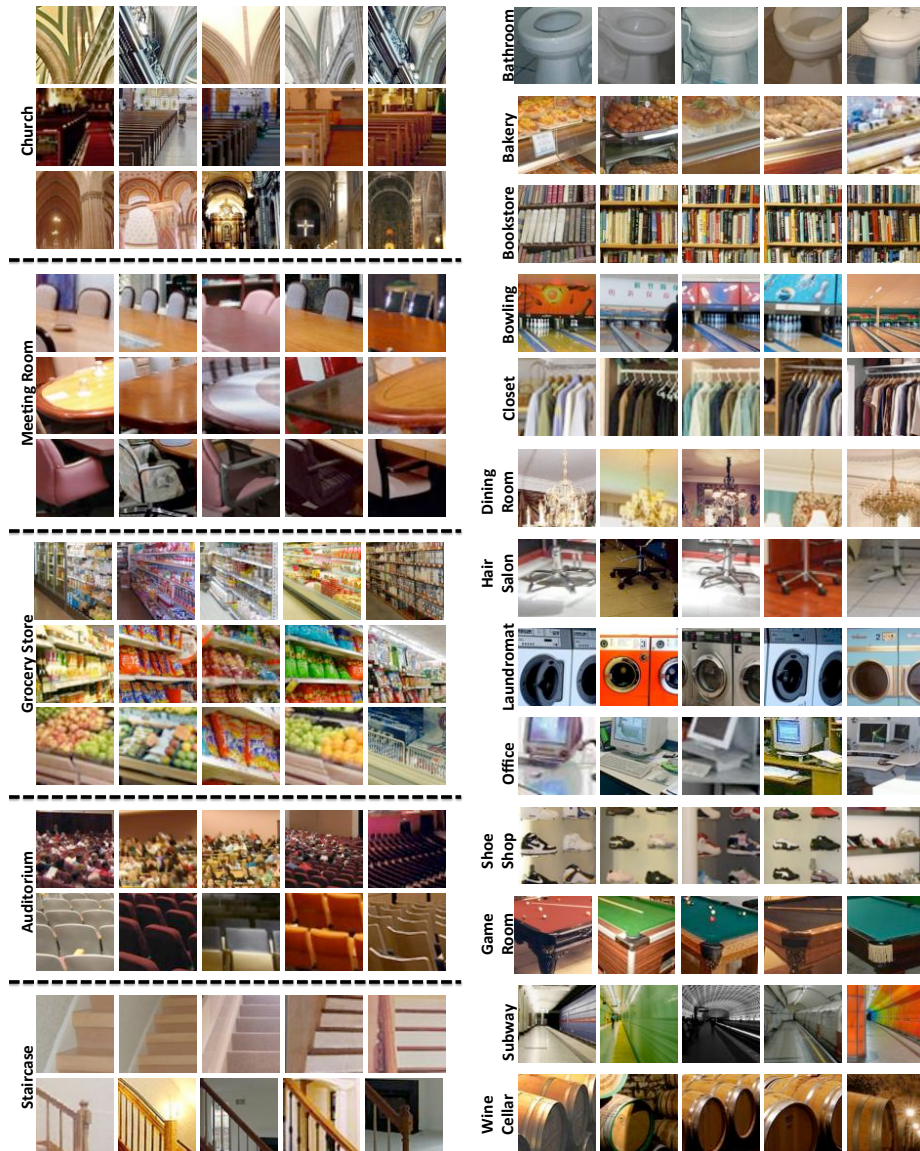 Church
Meeting Room
Grocery Store
Auditorium
Staircase
Bathroom
Bakery
Bookstore
Bowling
Closet
Dining
Room
Hair
Salon
Laundromat
Office
Shoe
Shop
Game
Room
Subway
Wine
Cellar